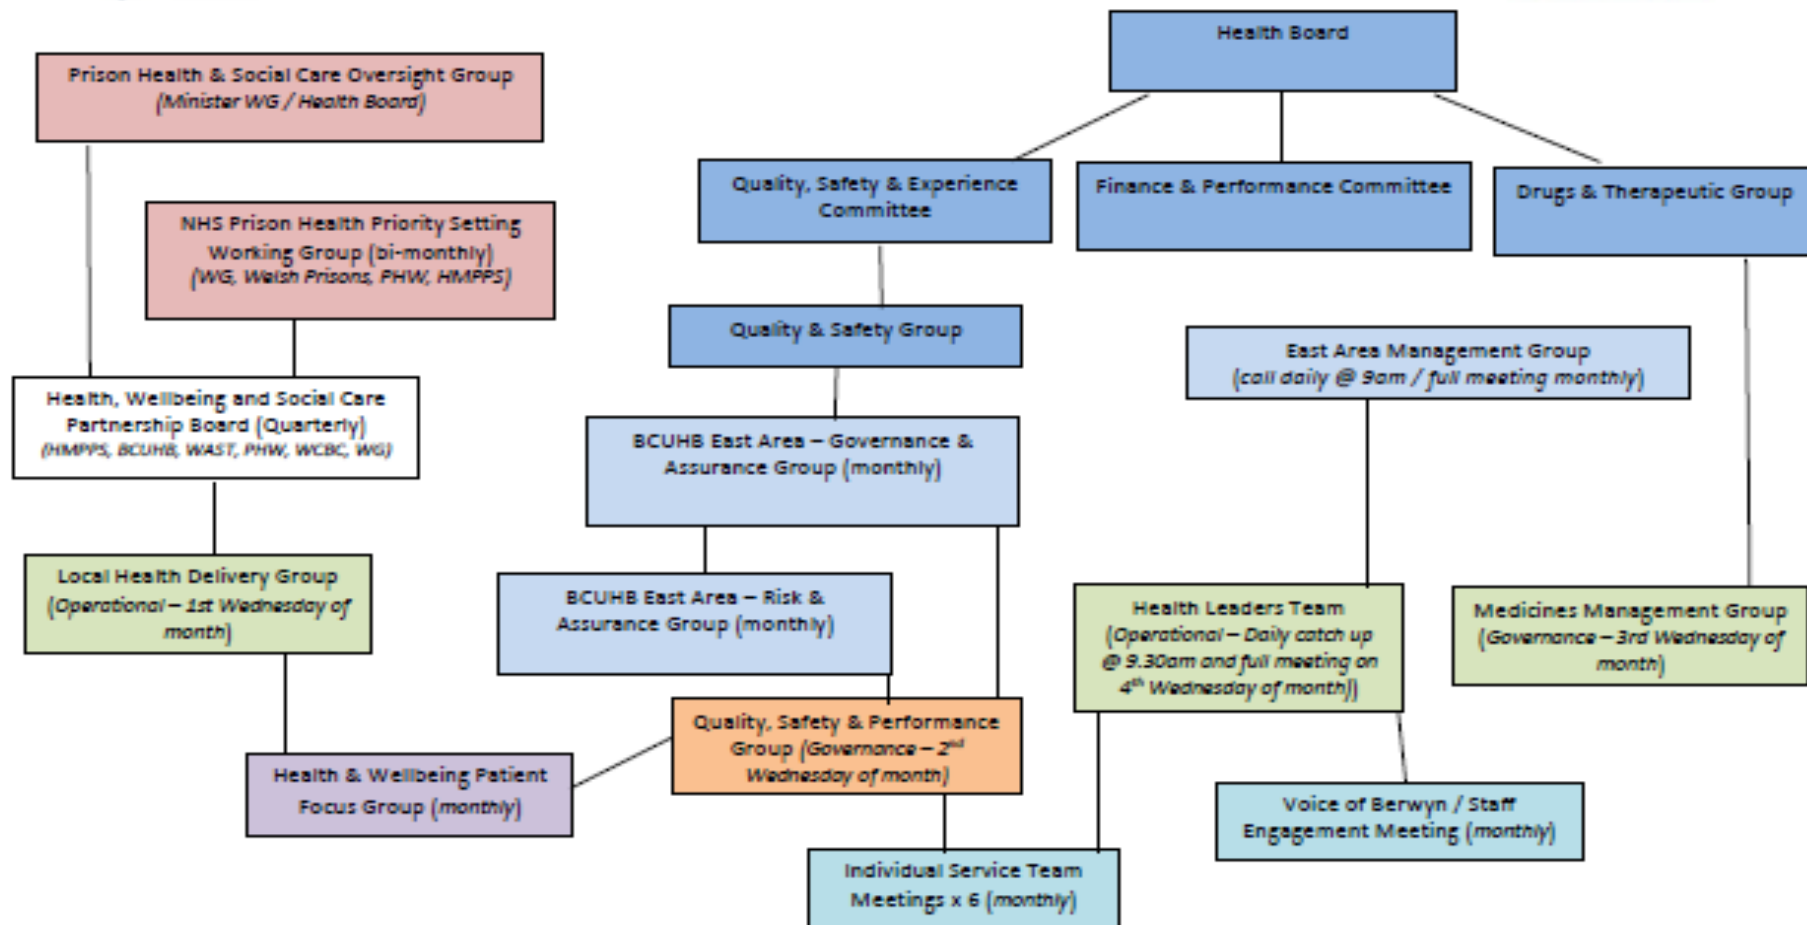 Health Board
Prison Health & Social Care Oversight Group
(Minister WG / Health Board)
Quality, Safety & Experience
Committee
Finance & Performance Committee
Drugs & Therapeutic Group
NHS Prison Health Priority Setting
Working Group (bi-monthly)
(WG, Welsh Prisons, PHW, HMPPS)
Quality & Safety Group
East Area Management Group
(call daily @ 9am / full meeting monthly)
Health, Wellbeing and Social Care
Partnership Board (Quarterly)
(HMPPS, BCUHB, WAST, PHW, WCBC, WG)
BCUHB East Area – Governance &
Assurance Group (monthly)
Local Health Delivery Group
(Operational – 1st Wednesday of
month)
BCUHB East Area – Risk &
Assurance Group (monthly)
Health Leaders Team
(Operational – Daily catch up
@ 9.30am and full meeting on
4th Wednesday of month))
Medicines Management Group
(Governance – 3rd Wednesday of
month)
Quality, Safety & Performance
Group (Governance – 2nd
Wednesday of month)
Health & Wellbeing Patient
Focus Group (monthly)
Voice of Berwyn / Staff
Engagement Meeting (monthly)
Individual Service Team
Meetings x 6 (monthly)